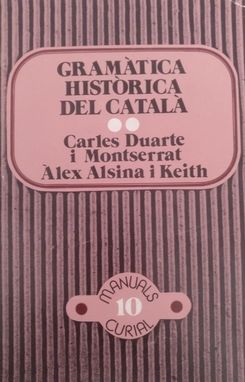 GRAMÀTICA
HISTÒRICA
DEL CATALÀ
Carles Duarte
i Montserrat
Àlex Alsina i Keith
MANUALS
10
CURIAL